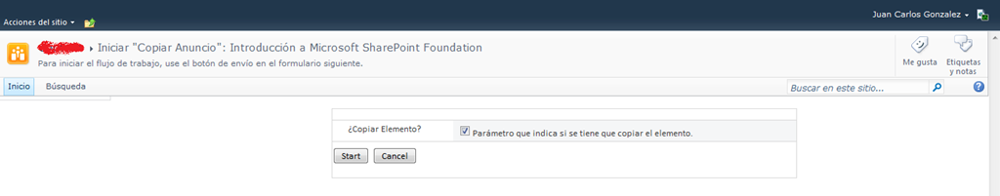 Acciones del sitio
Juan Carlos Gonzalez
Iniciar "Copiar Anuncio": Introducción a Microsoft SharePoint Foundation
Para iniciar el flujo de trabajo, use el botón de envío en el formulario siguiente.
Me gusta
Etiquetas
y notas
Inicio
Búsqueda
Buscar en este sitio...
¿Copiar Elemento?
Parámetro que indica si se tiene que copiar el elemento.
Start
Cancel